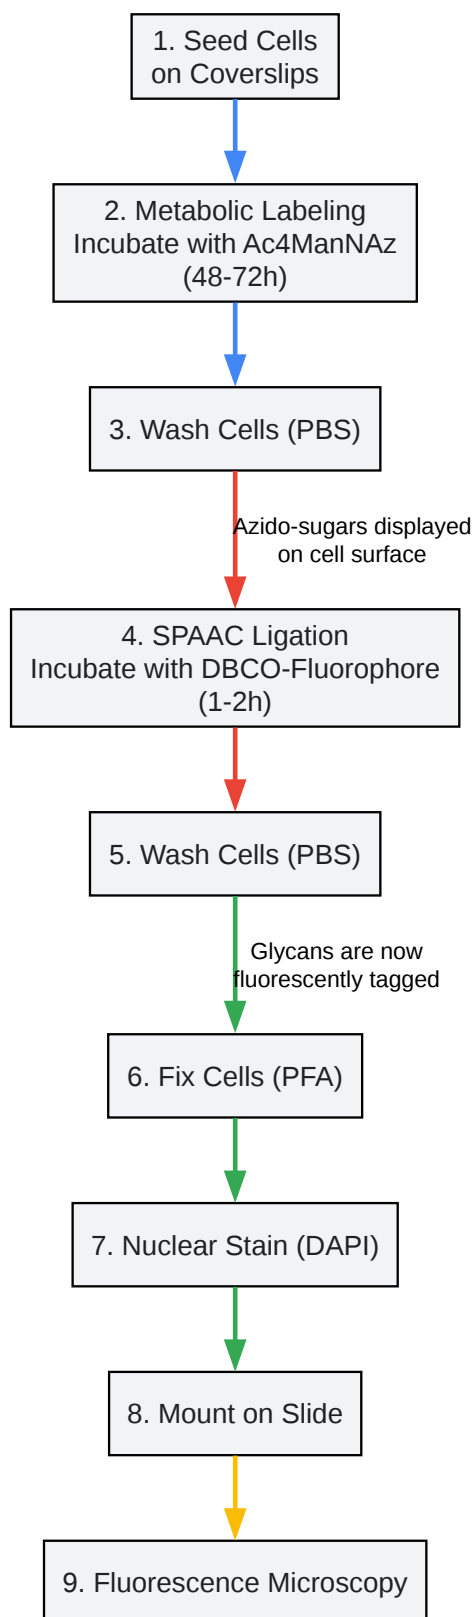 1. Seed Cells
on Coverslips
2. Metabolic Labeling
Incubate with Ac4ManNAz
(48-72h)
3. Wash Cells (PBS)
Azido-sugars displayed
on cell surface
4. SPAAC Ligation
Incubate with DBCO-Fluorophore
(1-2h)
5. Wash Cells (PBS)
Glycans are now
fluorescently tagged
6. Fix Cells (PFA)
7. Nuclear Stain (DAPI)
8. Mount on Slide
9. Fluorescence Microscopy